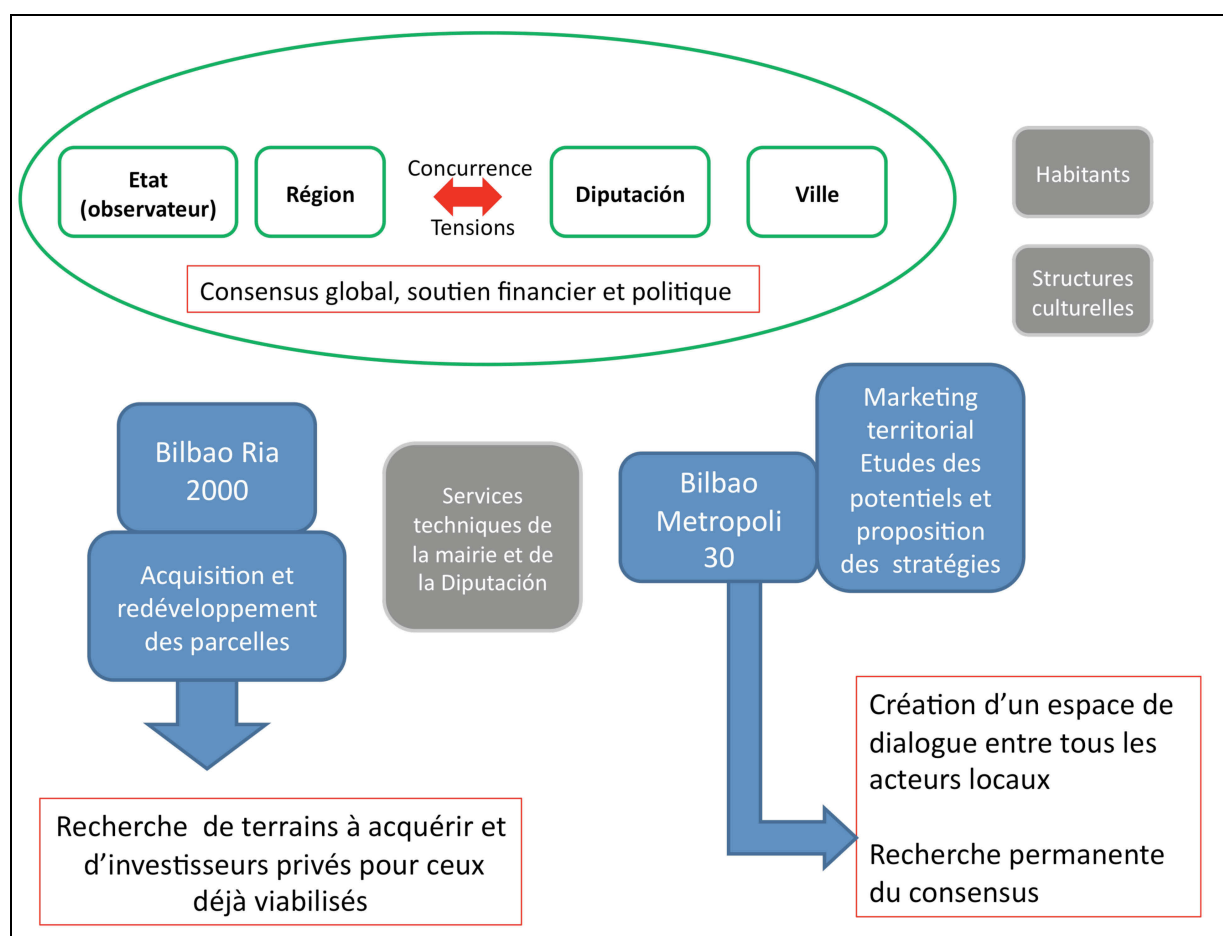 Etat
(observateur)
Région
Concurrence
Tensions
Diputación
Ville
Consensus global, soutien financier et politique
Habitants
Structures
culturelles
Bilbao Ria
2000
Acquisition et
redéveloppement
des parcelles
Services
techniques de
la mairie et de
la Diputación
Bilbao
Metropoli
30
Marketing
territorial
Etudes des
potentiels et
proposition
des stratégies
Recherche de terrains à acquérir et
d’investisseurs privés pour ceux
déjà viabilisés
Création d’un espace de
dialogue entre tous les
acteurs locaux
Recherche permanente
du consensus